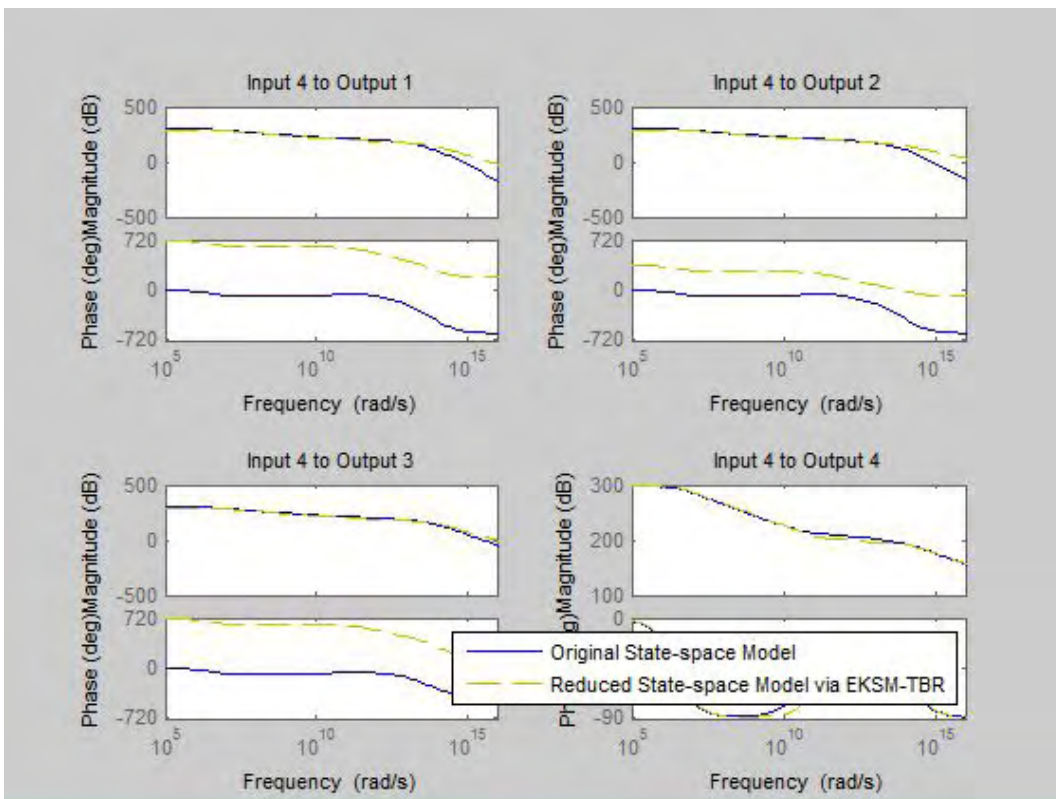 Input 4 to Output 1
Magnitude (dB)
500
0
-500
Phase (deg)
720
0
-720
10^5
10^10
10^15
Frequency (rad/s)
Input 4 to Output 2
Magnitude (dB)
500
0
-500
Phase (deg)
720
0
-720
10^5
10^10
10^15
Frequency (rad/s)
Input 4 to Output 3
Magnitude (dB)
500
0
-500
Phase (deg)
720
0
-720
10^5
10^10
10^15
Frequency (rad/s)
Input 4 to Output 4
Magnitude (dB)
300
200
100
0
-90
10^5
10^10
10^15
Frequency (rad/s)
Original State-space Model
Reduced State-space Model via EKSM-TBR